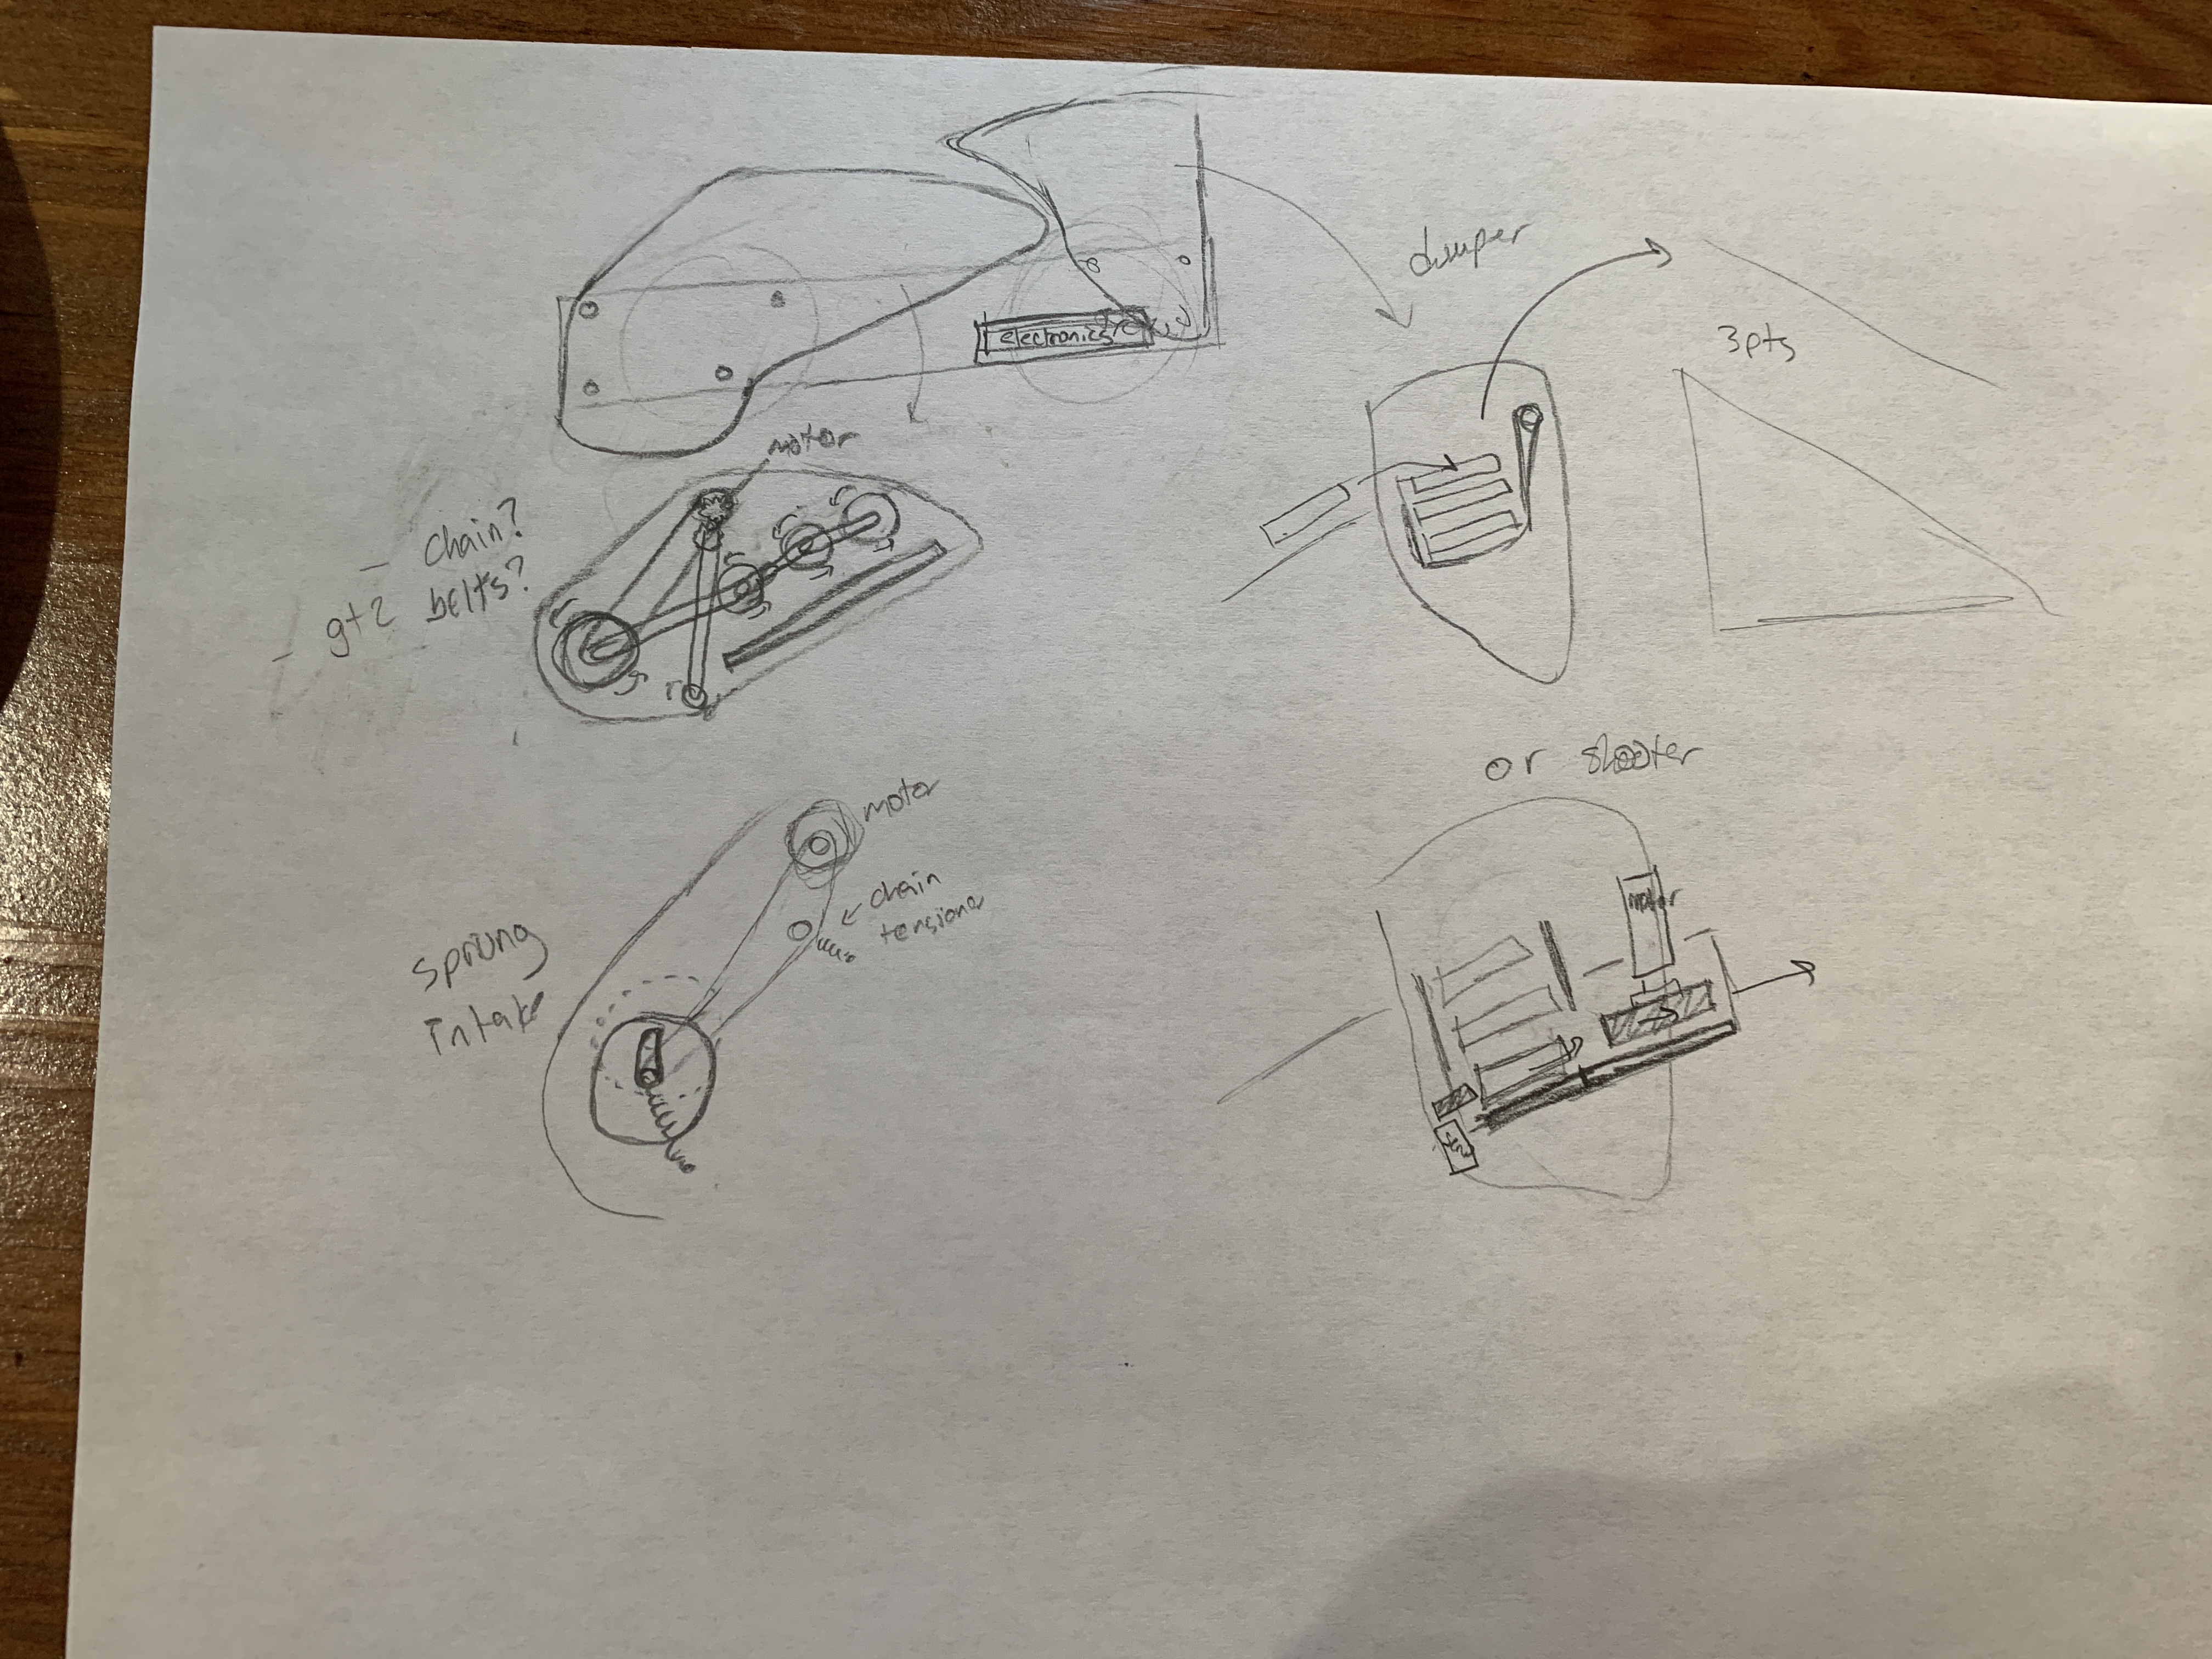 electronics
dumper
3pts
motor
- chain?
- gt2 belts?
or shooter
motor
chain
tensioner
sprung
intake
motor